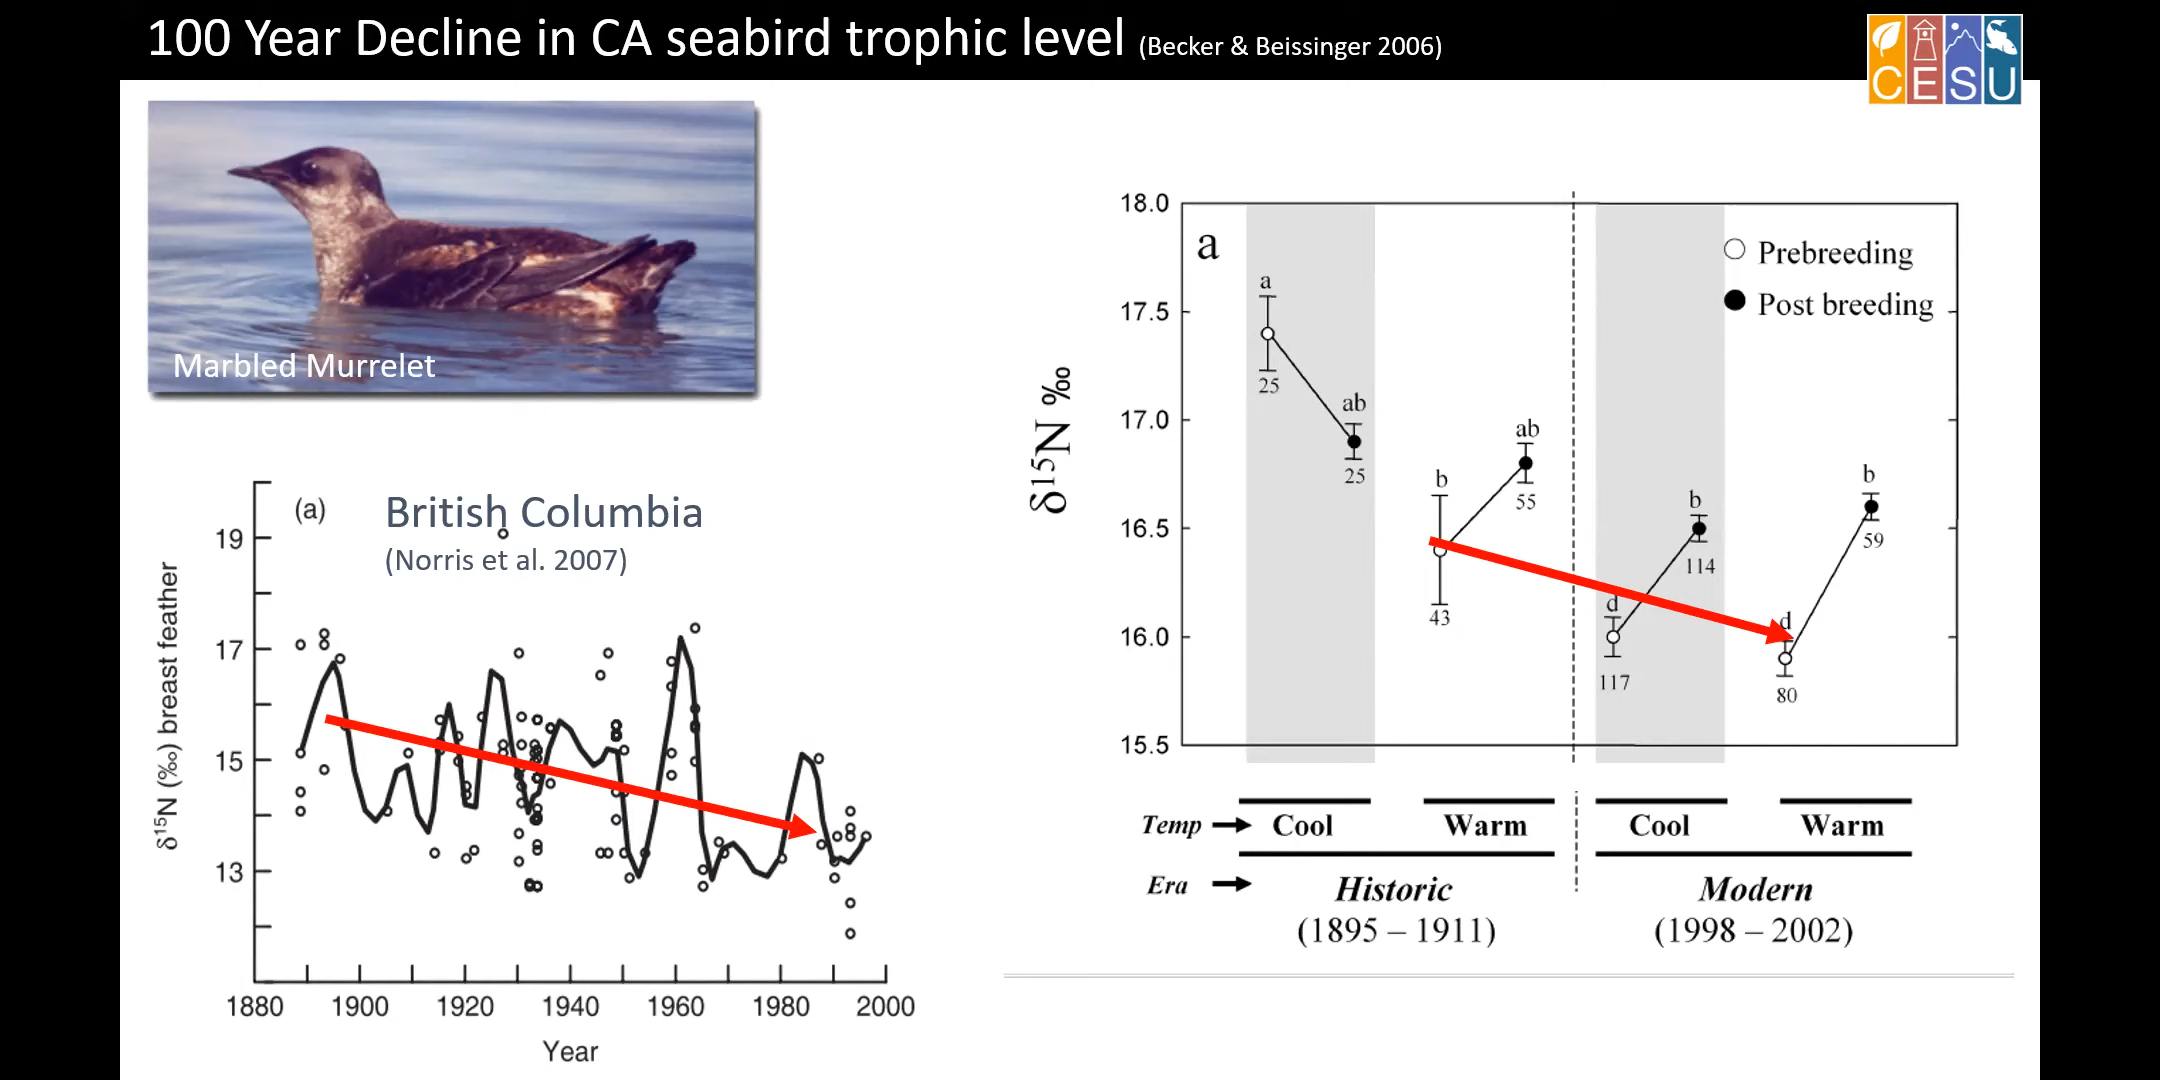 100 Year Decline in CA seabird trophic level (Becker & Beissinger 2006)
CESU
Marbled Murrelet
(a)
British Columbia
(Norris et al. 2007)
δ¹⁵N (‰) breast feather
19
17
15
13
1880 1900 1920 1940 1960 1980 2000
Year
a
Prebreeding
Post breeding
δ¹⁵N ‰
18.0
17.5
17.0
16.5
16.0
15.5
a
25
ab
25
b
43
ab
55
d
117
b
114
d
80
b
59
Temp Cool Warm Cool Warm
Era Historic Modern
(1895 – 1911) (1998 – 2002)